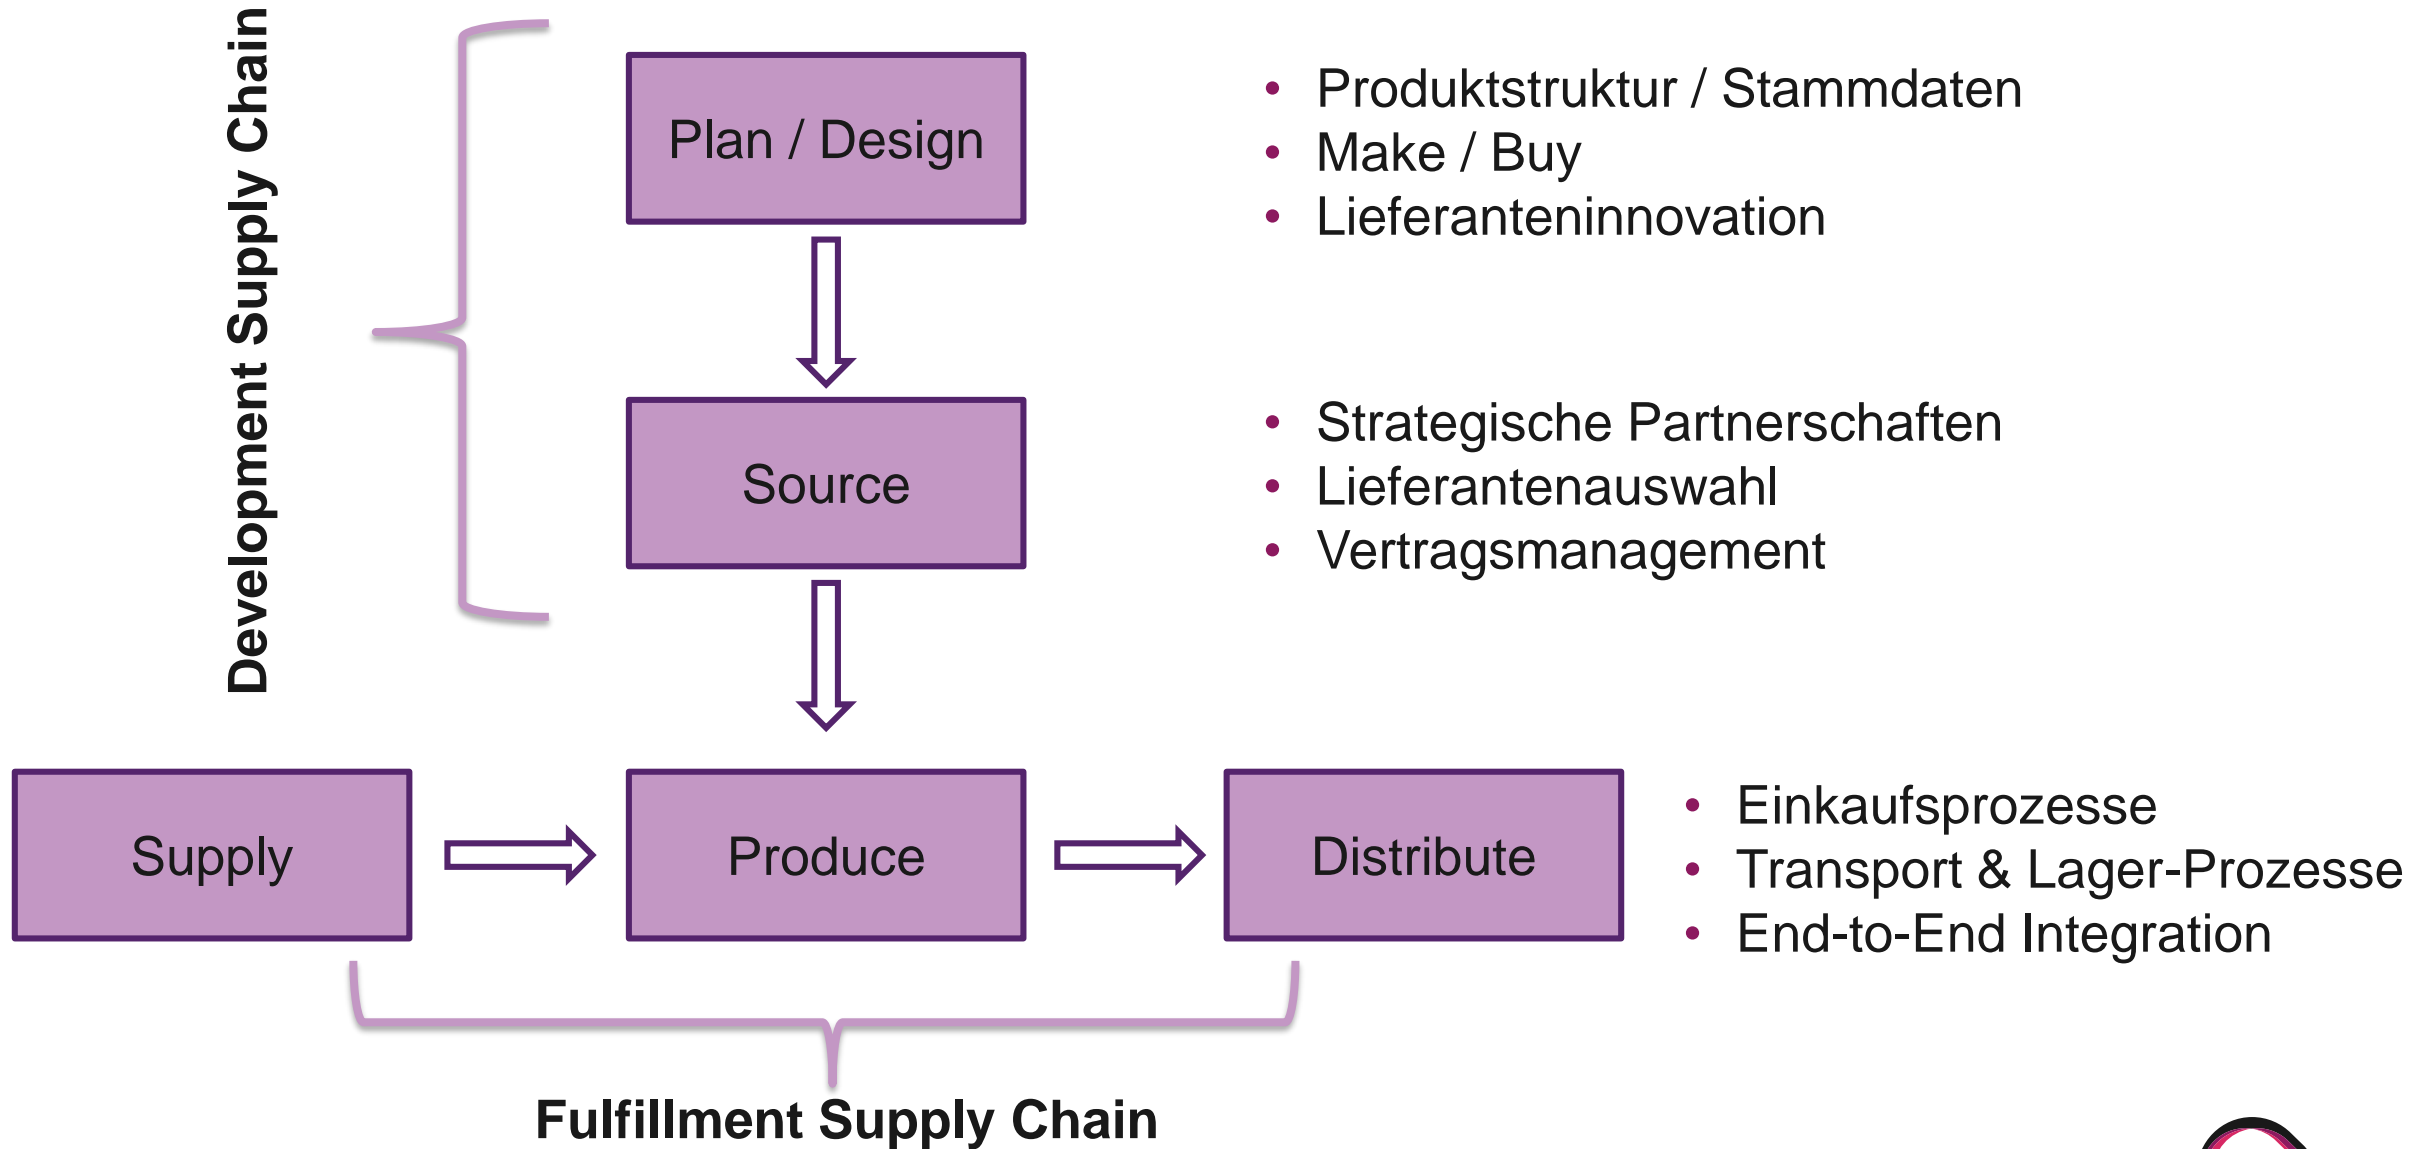 Development Supply Chain
Plan / Design
• Produktstruktur / Stammdaten
• Make / Buy
• Lieferanteninnovation
Source
• Strategische Partnerschaften
• Lieferantenauswahl
• Vertragsmanagement
Supply
Produce
Distribute
• Einkaufsprozesse
• Transport & Lager-Prozesse
• End-to-End Integration
Fulfillment Supply Chain